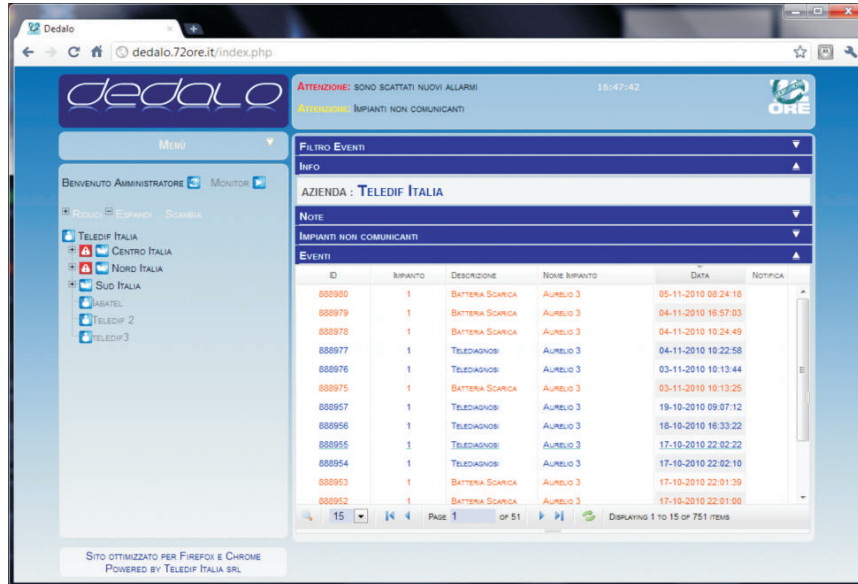 Dedalo
dedalo.72ore.it/index.php
dedalo
Attenzione: sono scattati nuovi allarmi
16:47:42
Attenzione: Impianti non comunicanti
ORE
Menù
Benvenuto Amministratore Monitor
Riduci Espandi Scambia
Teledif Italia
Centro Italia
Nord Italia
Sud Italia
Iasatel
Teledif 2
teledif3
Sito ottimizzato per Firefox e Chrome
Powered by Teledif Italia srl
Filtro Eventi
Info
AZIENDA : Teledif Italia
Note
Impianti non comunicanti
Eventi
ID Impianto Descrizione Nome Impianto Data Notifica
888980 1 Batteria Scarica Aurelio 3 05-11-2010 08:24:18
888979 1 Batteria Scarica Aurelio 3 04-11-2010 16:57:03
888978 1 Batteria Scarica Aurelio 3 04-11-2010 10:24:49
888977 1 Telediagnosi Aurelio 3 04-11-2010 10:22:58
888976 1 Telediagnosi Aurelio 3 03-11-2010 10:13:44
888975 1 Batteria Scarica Aurelio 3 03-11-2010 10:13:25
888957 1 Telediagnosi Aurelio 3 19-10-2010 09:07:12
888956 1 Telediagnosi Aurelio 3 18-10-2010 16:33:22
888955 1 Telediagnosi Aurelio 3 17-10-2010 22:02:22
888954 1 Telediagnosi Aurelio 3 17-10-2010 22:02:10
888953 1 Batteria Scarica Aurelio 3 17-10-2010 22:01:39
888952 1 Batteria Scarica Aurelio 3 17-10-2010 22:01:00
15 Page 1 of 51 Displaying 1 to 15 of 751 items